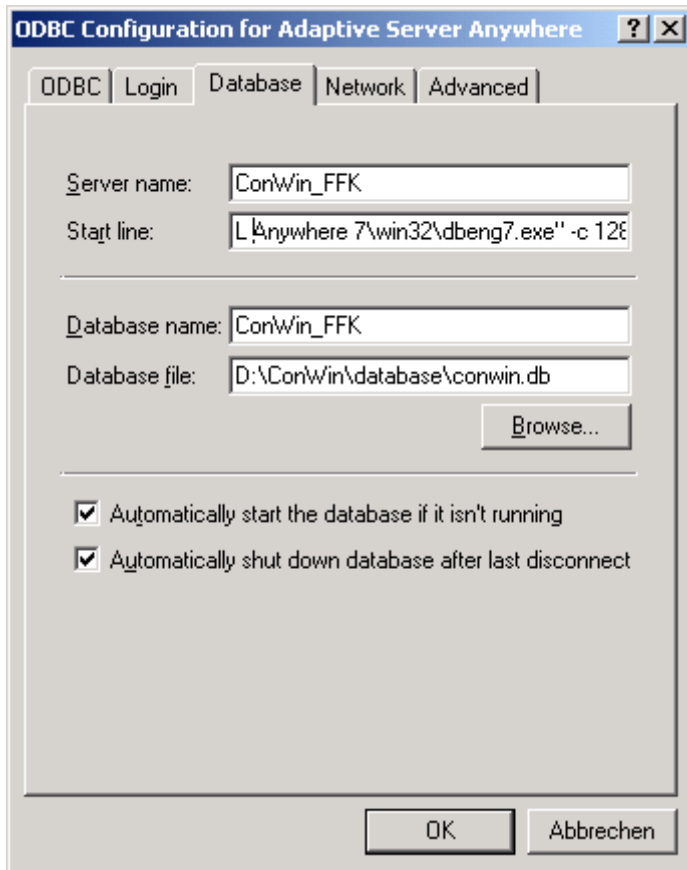 ODBC Configuration for Adaptive Server Anywhere
ODBC Login Database Network Advanced
Server name: ConWin_FFK
Start line: L Anywhere 7\win32\dbeng7.exe" -c 128
Database name: ConWin_FFK
Database file: D:\ConWin\database\conwin.db
Browse...
Automatically start the database if it isn't running
Automatically shut down database after last disconnect
OK Abbrechen